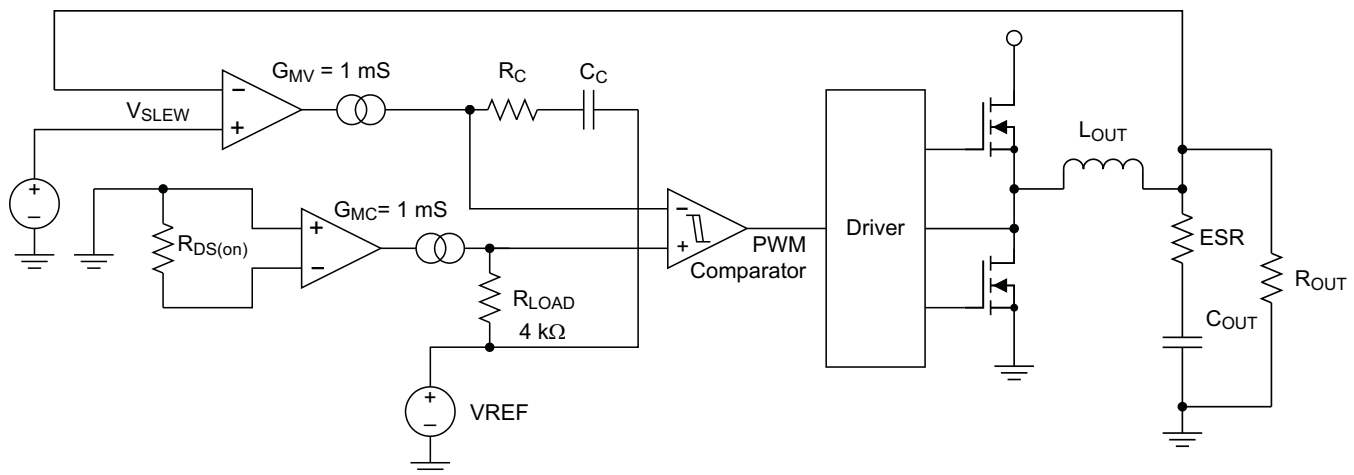 G_MV = 1 mS
R_C
C_C
−
V_SLEW
+
L_OUT
+
−
G_MC= 1 mS
+
−
R_DS(on)
−
+
PWM
Comparator
Driver
ESR
R_OUT
R_LOAD
4 kΩ
C_OUT
+
−
VREF